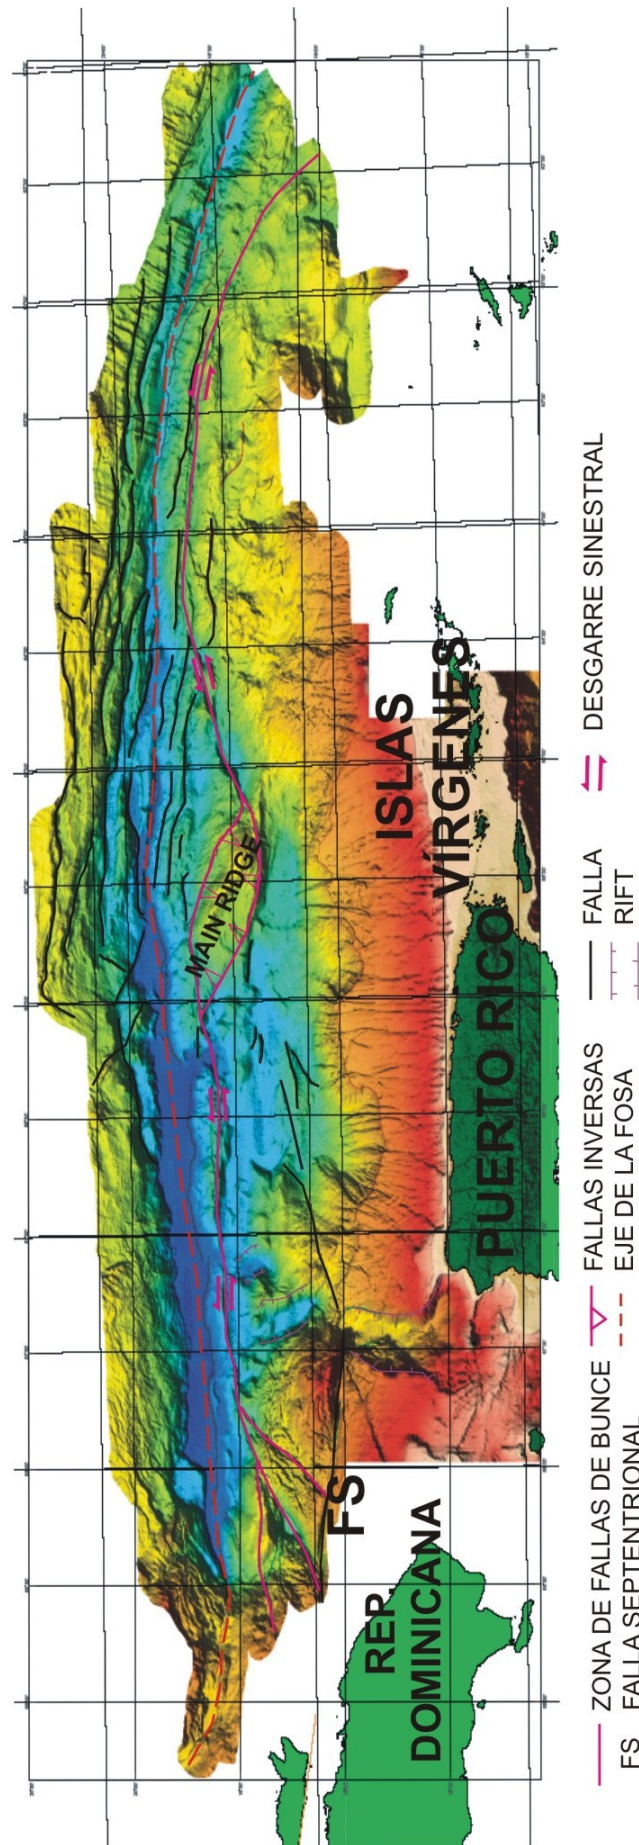 MAIN RIDGE
ISLAS
VÍRGENES
PUERTO RICO
FS
REP.
DOMINICANA
ZONA DE FALLAS DE BUNCE
FALLAS INVERSAS
FALLA
DESGARRE SINESTRAL
FS FALLA SEPTENTRIONAL
EJE DE LA FOSA
RIFT